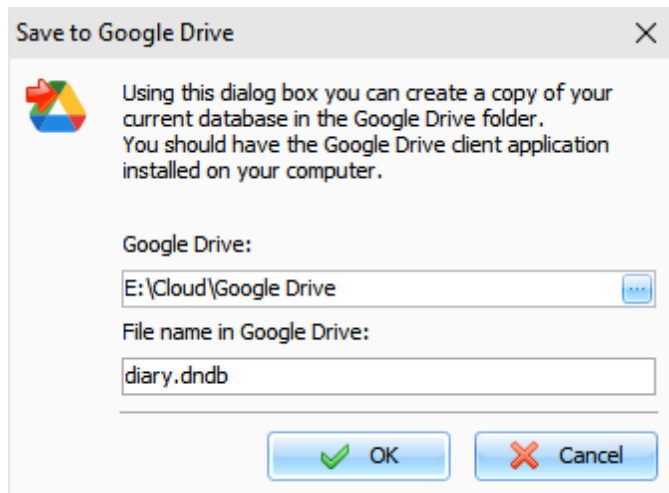 Save to Google Drive
Using this dialog box you can create a copy of your
current database in the Google Drive folder.
You should have the Google Drive client application
installed on your computer.
Google Drive:
E:\Cloud\Google Drive
...
File name in Google Drive:
diary.dndb
OK
Cancel